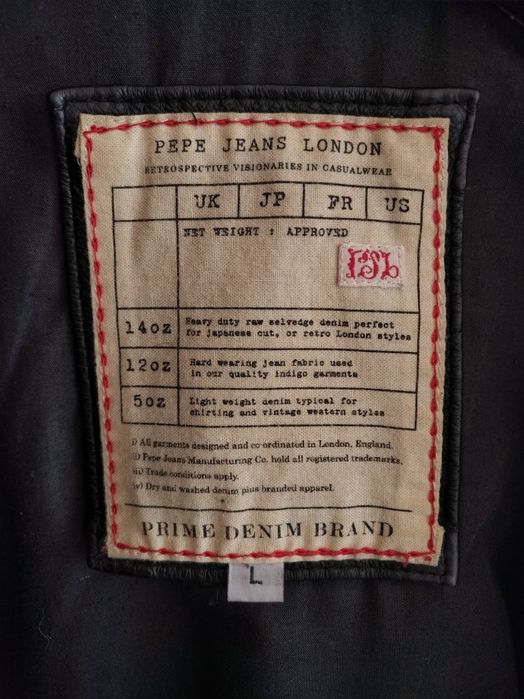 PEPE JEANS LONDON
RETROSPECTIVE VISIONARIES IN CASUALWEAR
UK JP FR US
NET WEIGHT : APPROVED
14oz Heavy duty raw selvedge denim perfect
for japanese cut, or retro London styles
12oz Hard wearing jean fabric used
in our quality indigo garments
5oz Light weight denim typical for
shirting and vintage western styles
i) All garments designed and co-ordinated in London, England.
ii) Pepe Jeans Manufacturing Co. hold all registered trademarks.
iii) Trade conditions apply.
iv) Dry and washed denim plus branded apparel.
PRIME DENIM BRAND
L